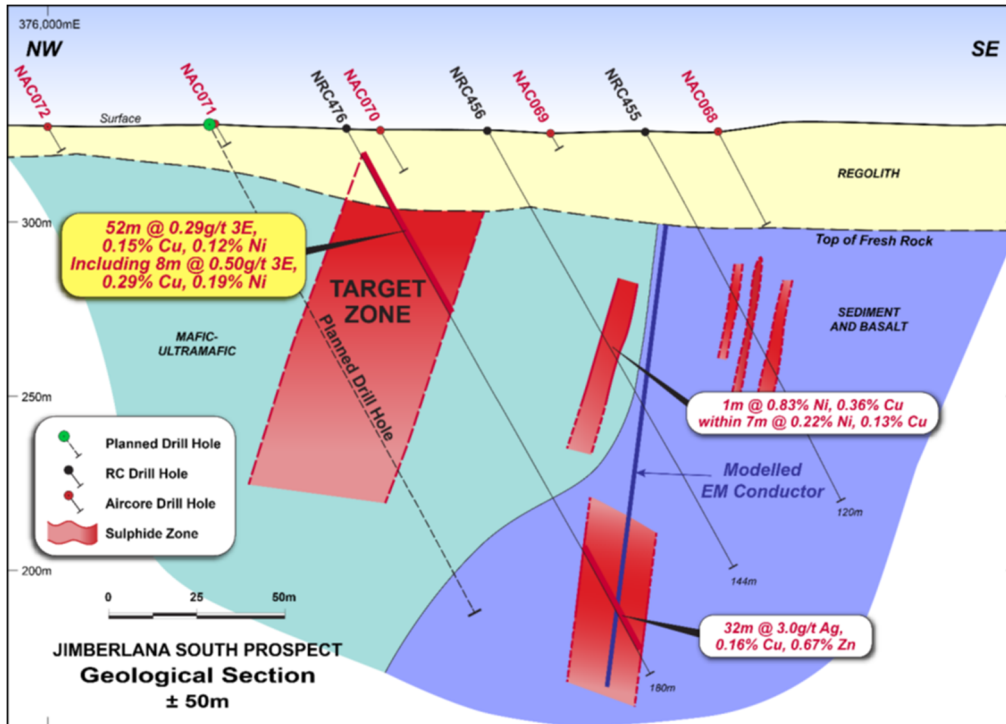 376,000mE
NW
SE
NAC072
NAC071
NRC476
NAC070
NRC456
NAC069
NRC455
NAC068
Surface
REGOLITH
300m
Top of Fresh Rock
52m @ 0.29g/t 3E,
0.15% Cu, 0.12% Ni
Including 8m @ 0.50g/t 3E,
0.29% Cu, 0.19% Ni
TARGET
ZONE
MAFIC-
ULTRAMAFIC
Planned Drill Hole
SEDIMENT
AND BASALT
250m
1m @ 0.83% Ni, 0.36% Cu
within 7m @ 0.22% Ni, 0.13% Cu
Modelled
EM Conductor
Planned Drill Hole
RC Drill Hole
Aircore Drill Hole
Sulphide Zone
120m
144m
180m
200m
0 25 50m
32m @ 3.0g/t Ag,
0.16% Cu, 0.67% Zn
JIMBERLANA SOUTH PROSPECT
Geological Section
± 50m